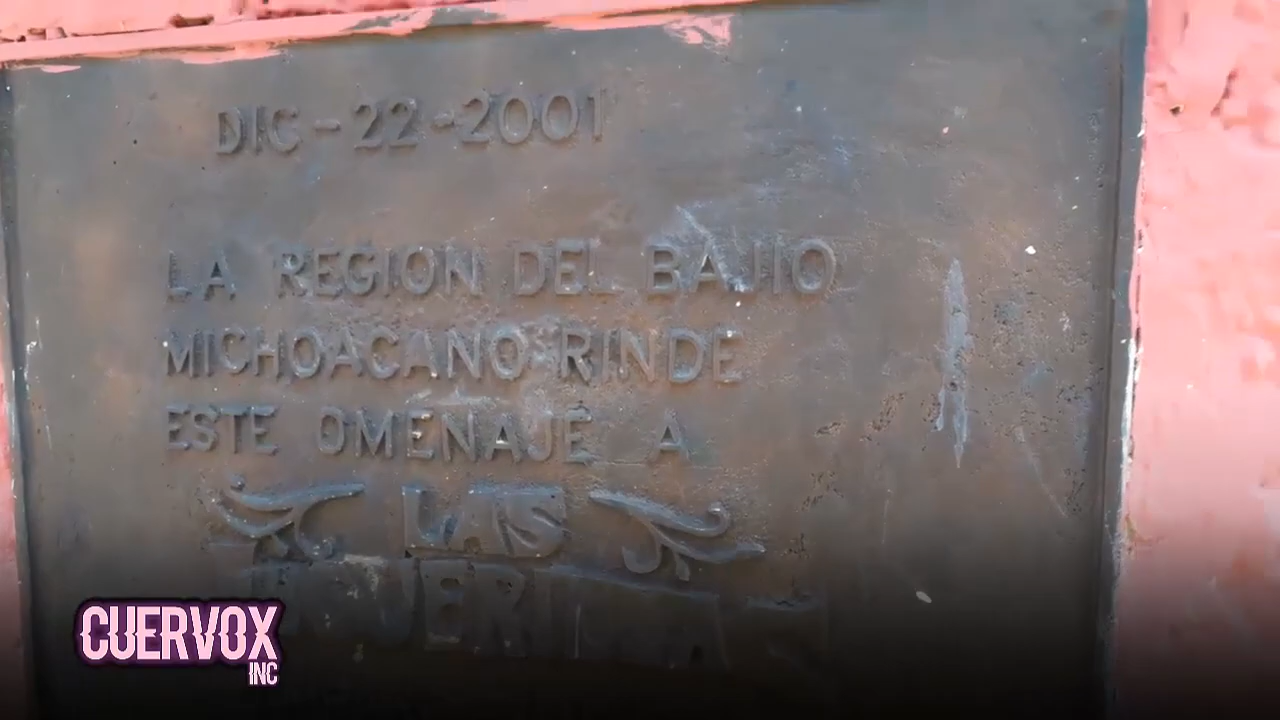 DIC-22-2001
LA REGION DEL BAJIO
MICHOACANO RINDE
ESTE OMENAJE A
LAS
CUERVOX
INC